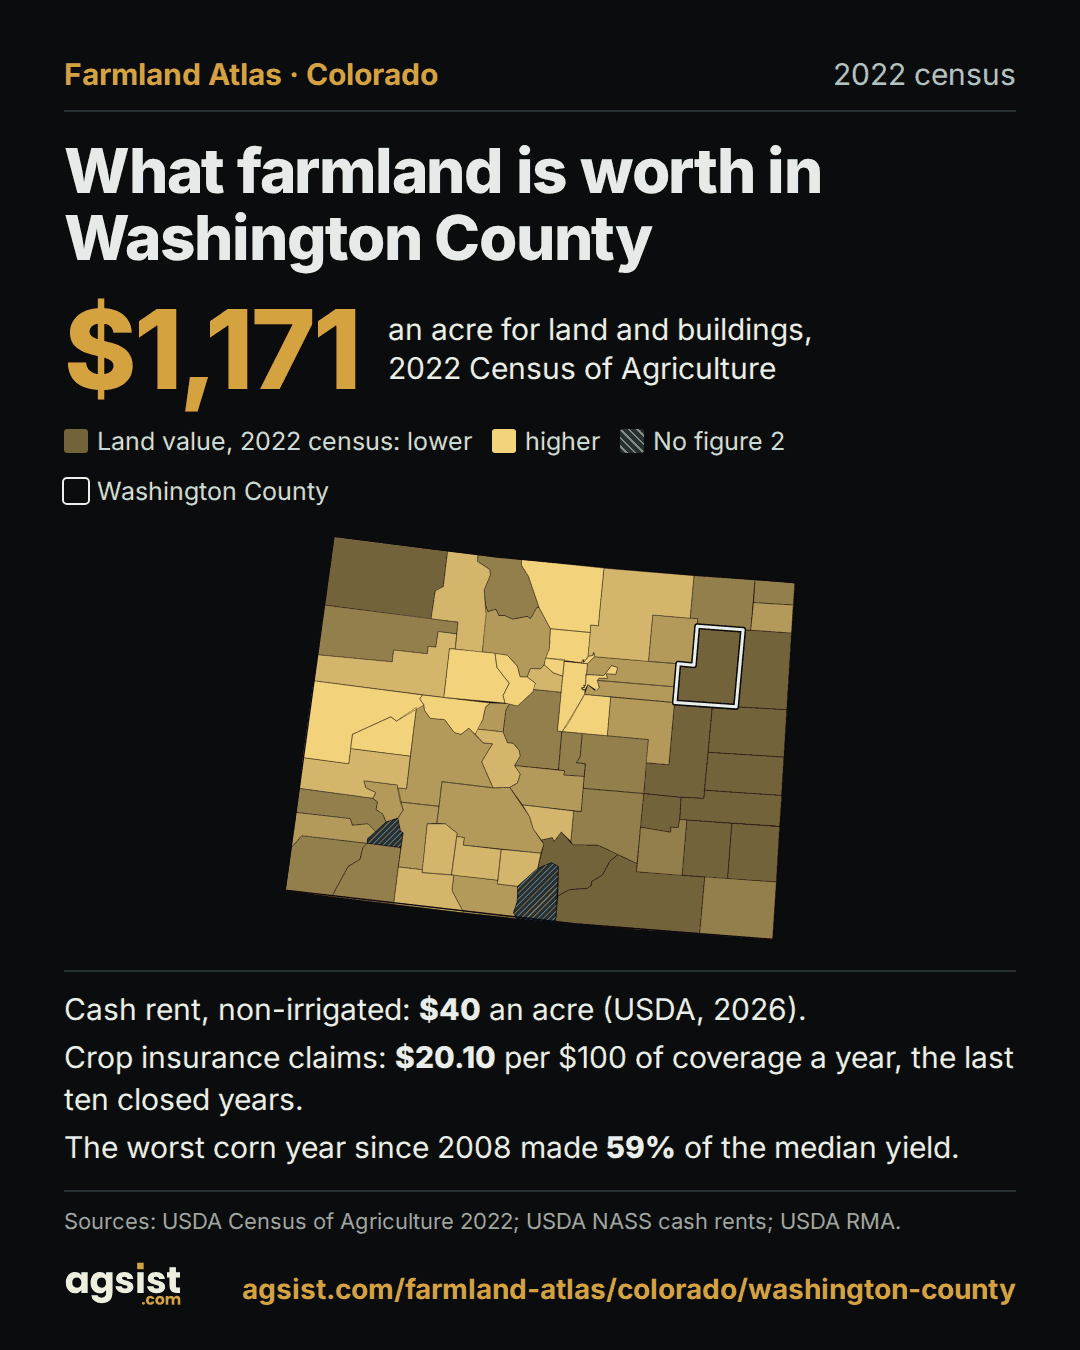 Farmland Atlas · Colorado
2022 census
What farmland is worth in
Washington County
$1,171
an acre for land and buildings,
2022 Census of Agriculture
Land value, 2022 census: lower
higher
No figure 2
Washington County
Cash rent, non-irrigated: $40 an acre (USDA, 2026).
Crop insurance claims: $20.10 per $100 of coverage a year, the last
ten closed years.
The worst corn year since 2008 made 59% of the median yield.
Sources: USDA Census of Agriculture 2022; USDA NASS cash rents; USDA RMA.
agsist
.com
agsist.com/farmland-atlas/colorado/washington-county